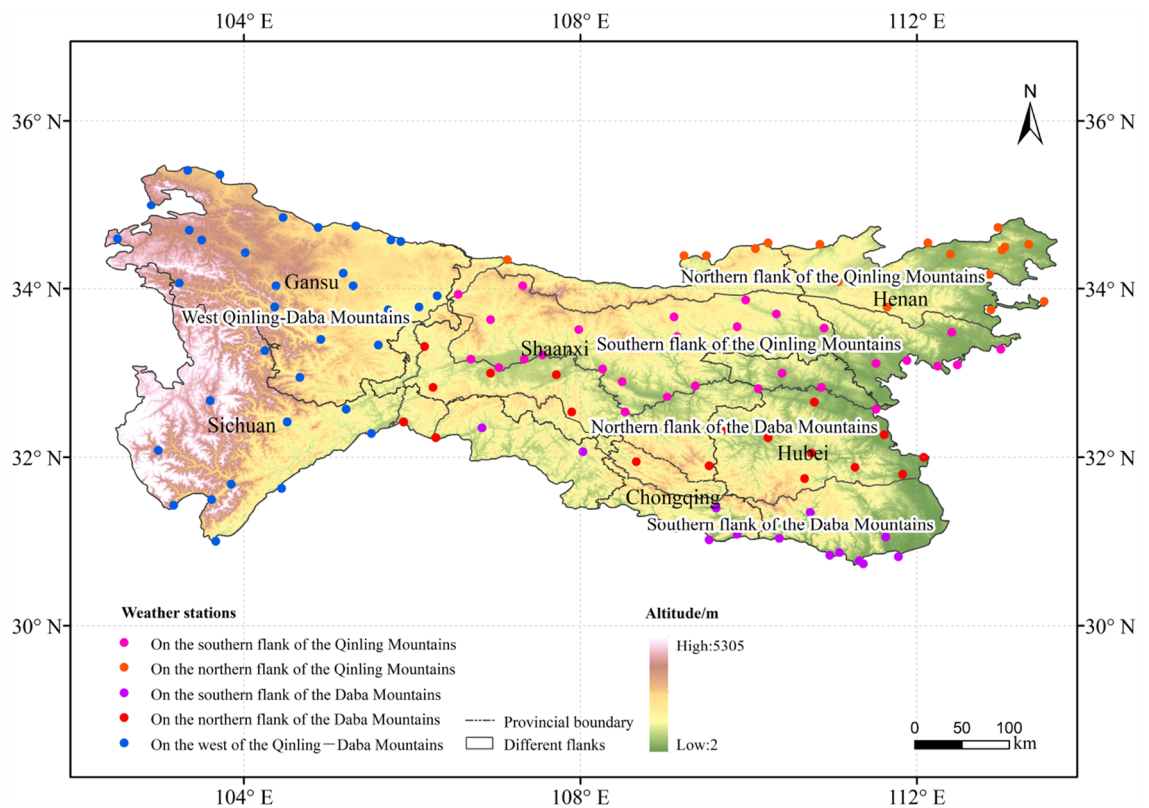 104° E 108° E 112° E
N
36° N 36° N
34° N 34° N
32° N 32° N
30° N 30° N
Northern flank of the Qinling Mountains
Gansu
Henan
West Qinling-Daba Mountains
Southern flank of the Qinling Mountains
Shaanxi
Sichuan
Northern flank of the Daba Mountains
Hubei
Chongqing
Southern flank of the Daba Mountains
Weather stations
On the southern flank of the Qinling Mountains
On the northern flank of the Qinling Mountains
On the southern flank of the Daba Mountains
On the northern flank of the Daba Mountains
On the west of the Qinling—Daba Mountains
Provincial boundary
Different flanks
Altitude/m
High:5305
Low:2
0 50 100
km
104° E 108° E 112° E